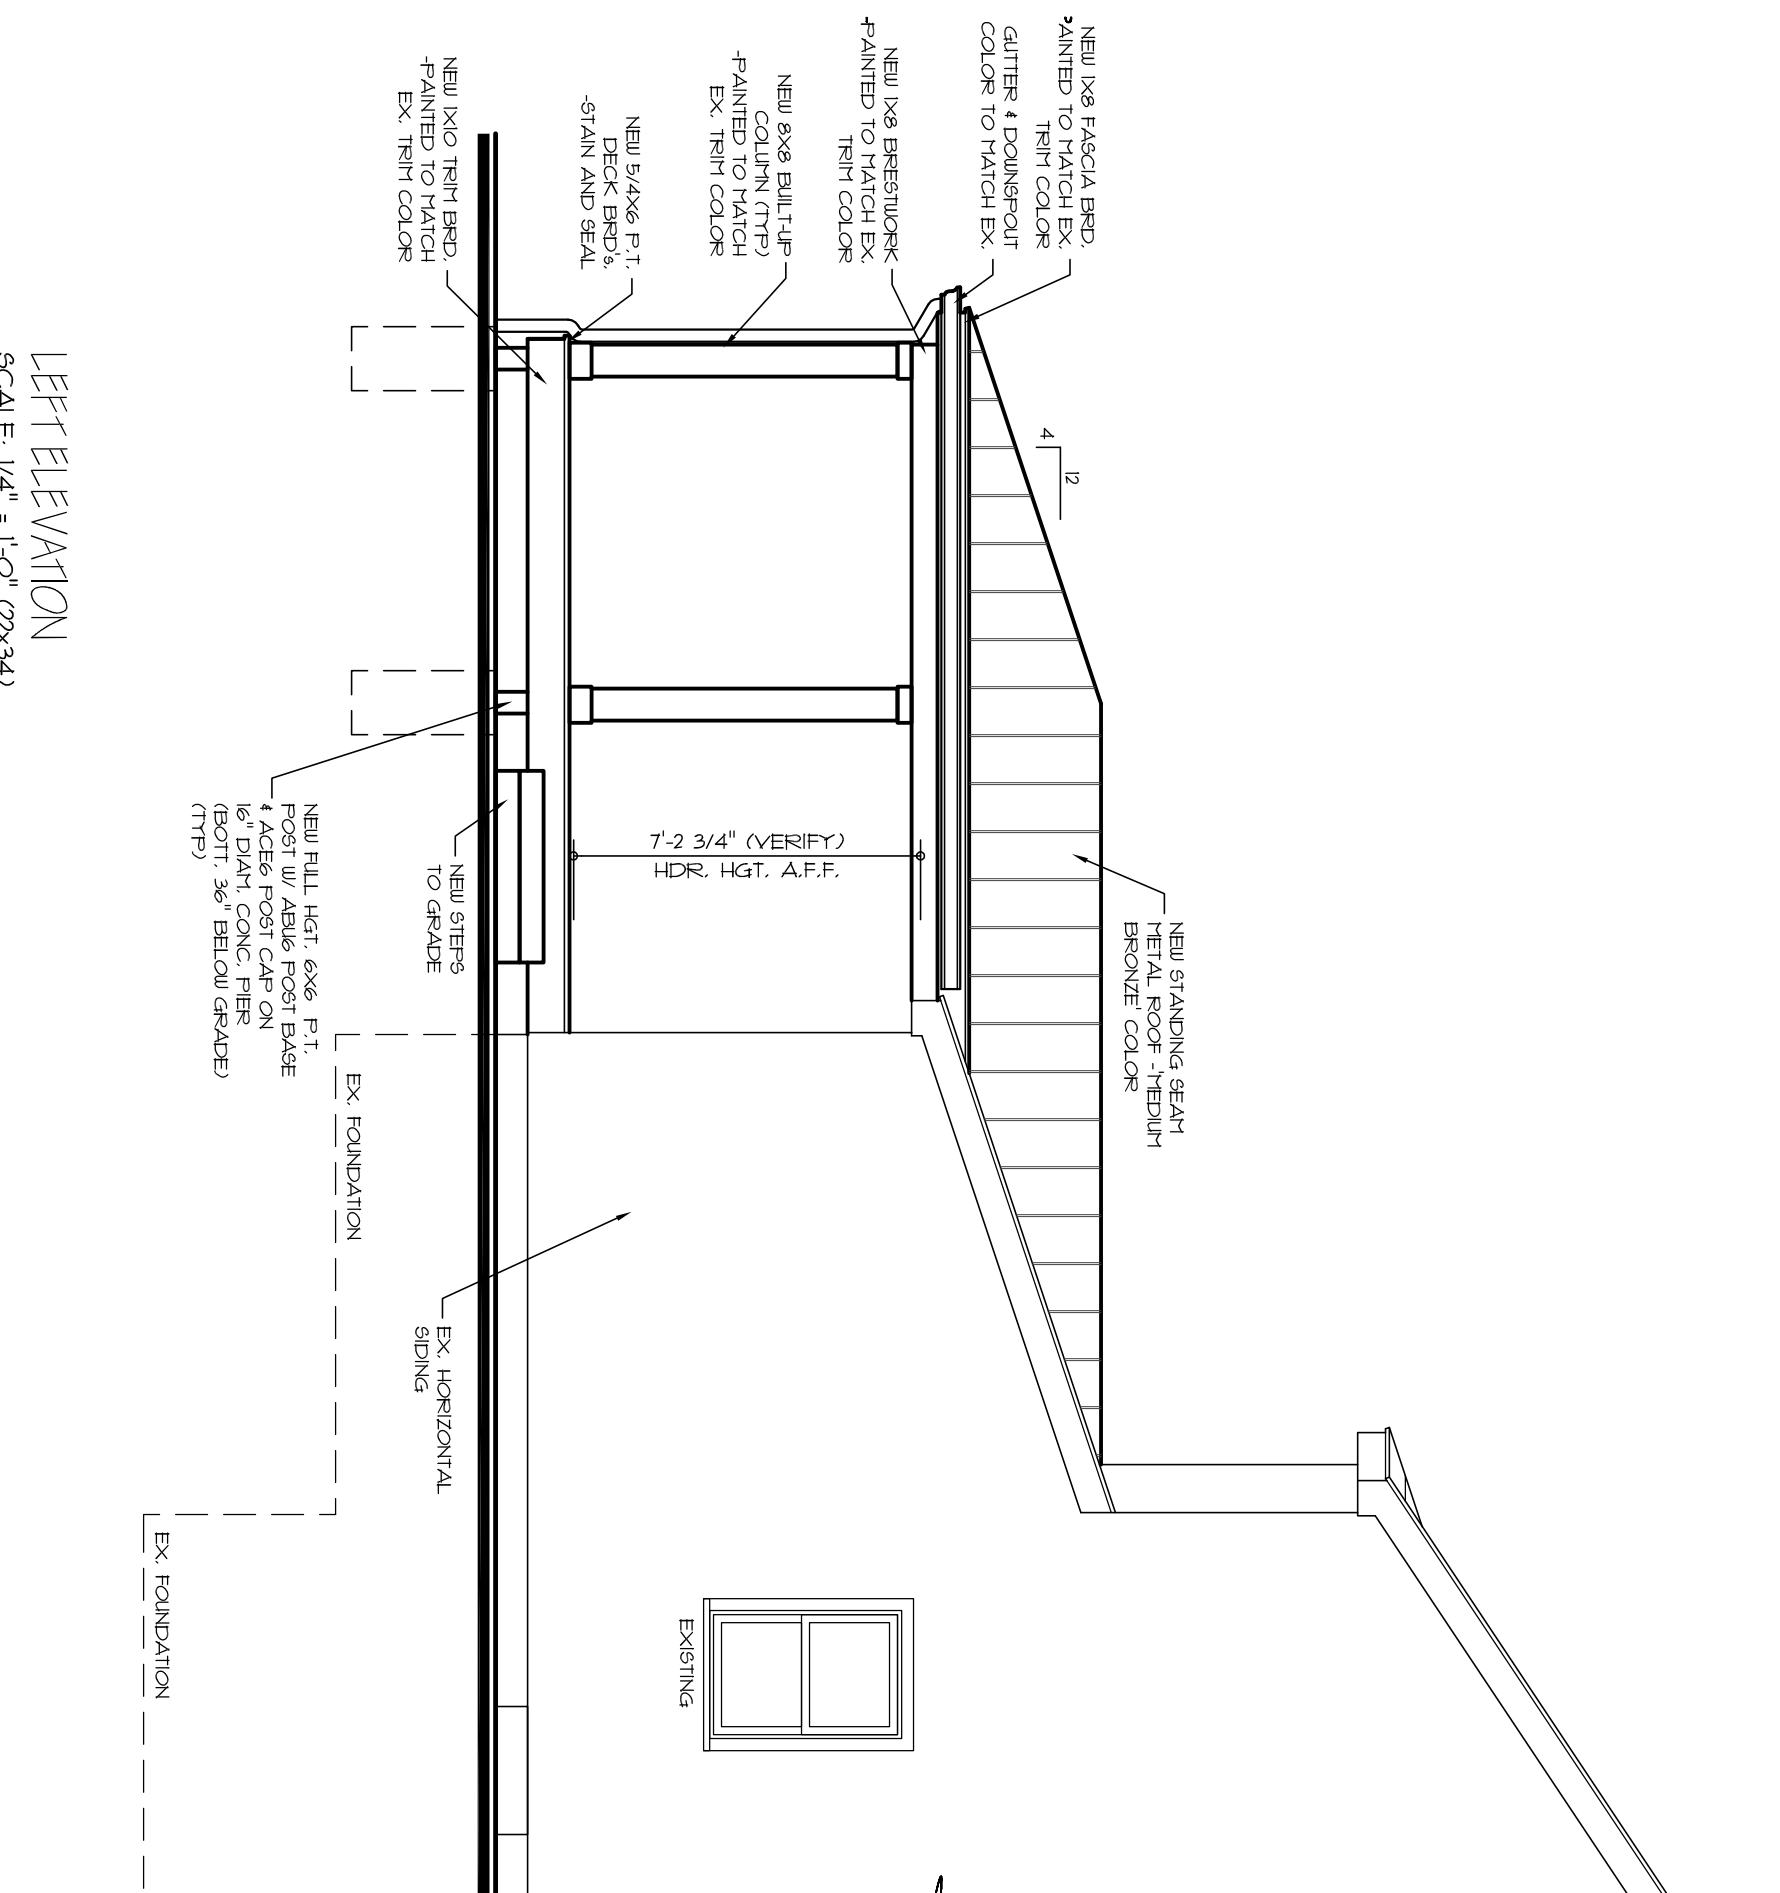 NEW 1X8 FASCIA BRD.
PAINTED TO MATCH EX.
TRIM COLOR
GUTTER & DOWNSPOUT
COLOR TO MATCH EX.
NEW 1X8 BRESTWORK
-PAINTED TO MATCH EX.
TRIM COLOR
NEW 8X8 BUILT-UP
COLUMN (TYP)
-PAINTED TO MATCH
EX. TRIM COLOR
NEW 5/4X6 P.T.
DECK BRD's.
-STAIN AND SEAL
NEW 1X10 TRIM BRD.
-PAINTED TO MATCH
EX. TRIM COLOR
12
4
NEW STANDING SEAM
METAL ROOF -'MEDIUM
BRONZE' COLOR
7'-2 3/4" (VERIFY)
HDR. HGT. A.F.F.
NEW STEPS
TO GRADE
NEW FULL HGT. 6X6 P.T.
POST W/ ABU6 POST BASE
& ACE6 POST CAP ON
16" DIAM. CONC. PIER
(BOTT. 36" BELOW GRADE)
(TYP)
EX. FOUNDATION
EX. HORIZONTAL
SIDING
EXISTING
EX. FOUNDATION
LEFT ELEVATION
SCALE: 1/4" = 1'-0" (22x34)